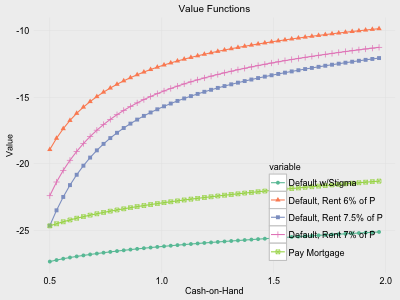 Value Functions
-10
-15
-20
-25
Value
0.5
1.0
1.5
2.0
Cash-on-Hand
variable
Default w/Stigma
Default, Rent 6% of P
Default, Rent 7.5% of P
Default, Rent 7% of P
Pay Mortgage